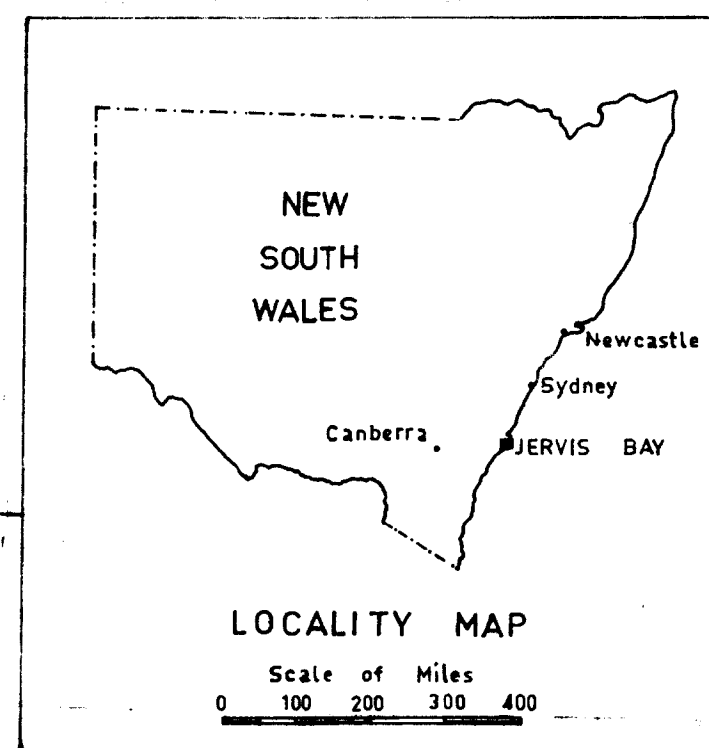 NEW
SOUTH
WALES
Newcastle
Sydney
Canberra
JERVIS BAY
LOCALITY MAP
Scale of Miles
0 100 200 300 400